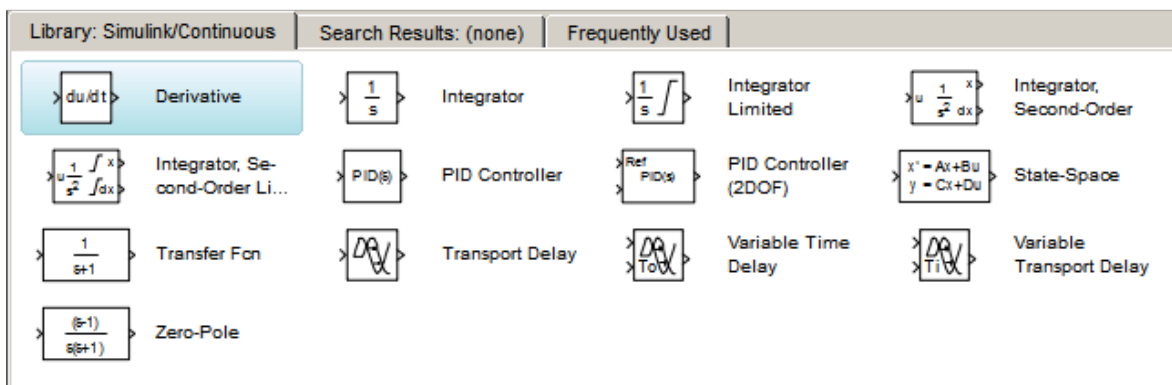 Library: Simulink/Continuous Search Results: (none) Frequently Used
du/dt Derivative
1
s
Integrator
1
s
Integrator
Limited
u 1 x
s² dx
Integrator,
Second-Order
u 1 x
s² dx
Integrator, Se-
cond-Order Li...
PID(s) PID Controller
Ref
PID(s)
PID Controller
(2DOF)
x' = Ax+Bu
y = Cx+Du
State-Space
1
s+1
Transfer Fcn
Transport Delay
To
Variable Time
Delay
Ti
Variable
Transport Delay
(s-1)
s(s+1)
Zero-Pole